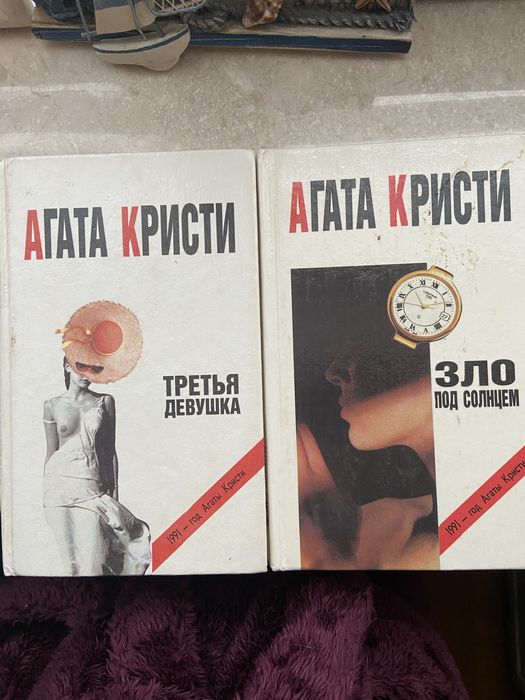 АГАТА КРИСТИ
ТРЕТЬЯ
ДЕВУШКА
1991 – год Агаты Кристи
АГАТА КРИСТИ
ЗЛО
ПОД СОЛНЦЕМ
1991 – год Агаты Кристи